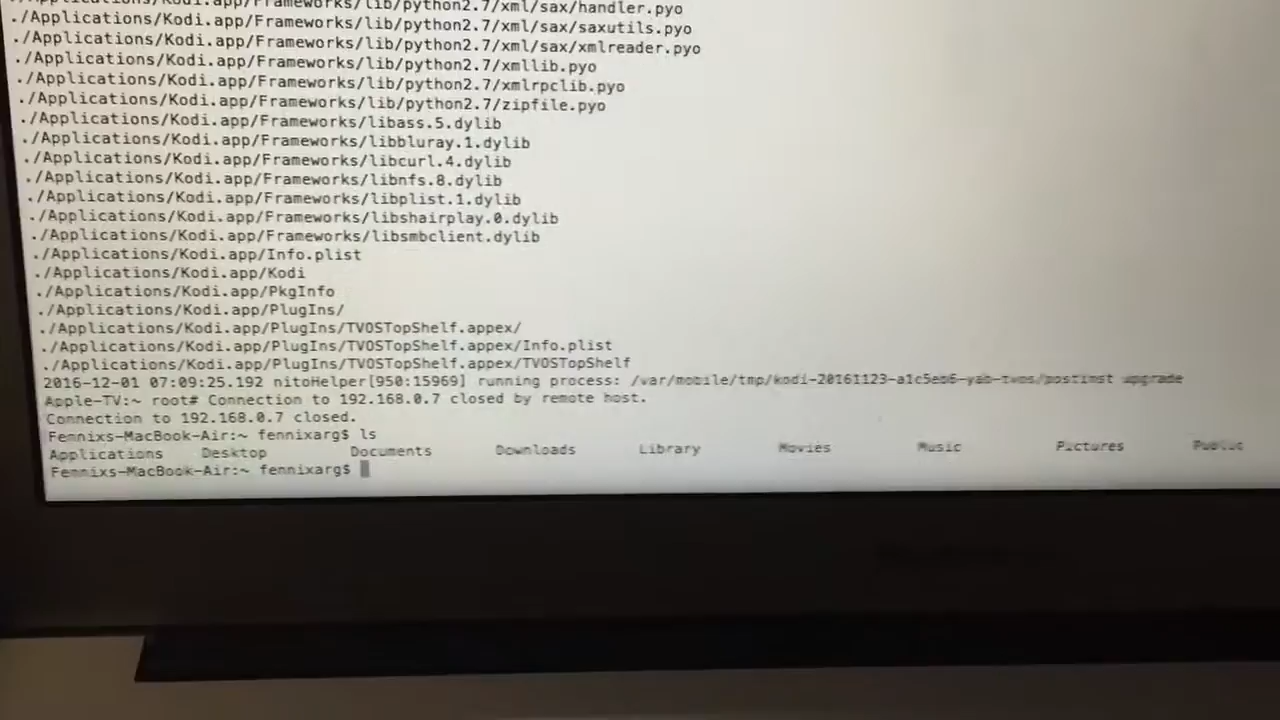 ./Applications/Kodi.app/Frameworks/lib/python2.7/xml/sax/handler.pyo
./Applications/Kodi.app/Frameworks/lib/python2.7/xml/sax/saxutils.pyo
./Applications/Kodi.app/Frameworks/lib/python2.7/xml/sax/xmlreader.pyo
./Applications/Kodi.app/Frameworks/lib/python2.7/xmllib.pyo
./Applications/Kodi.app/Frameworks/lib/python2.7/xmlrpclib.pyo
./Applications/Kodi.app/Frameworks/lib/python2.7/zipfile.pyo
./Applications/Kodi.app/Frameworks/libass.5.dylib
./Applications/Kodi.app/Frameworks/libbluray.1.dylib
./Applications/Kodi.app/Frameworks/libcurl.4.dylib
./Applications/Kodi.app/Frameworks/libnfs.8.dylib
./Applications/Kodi.app/Frameworks/libplist.1.dylib
./Applications/Kodi.app/Frameworks/libshairplay.0.dylib
./Applications/Kodi.app/Frameworks/libsmbclient.dylib
./Applications/Kodi.app/Info.plist
./Applications/Kodi.app/Kodi
./Applications/Kodi.app/PkgInfo
./Applications/Kodi.app/PlugIns/
./Applications/Kodi.app/PlugIns/TVOSTopShelf.appex/
./Applications/Kodi.app/PlugIns/TVOSTopShelf.appex/Info.plist
./Applications/Kodi.app/PlugIns/TVOSTopShelf.appex/TVOSTopShelf
2016-12-01 07:09:25.192 nitoHelper[950:15969] running process: upgrade
Apple-TV:~ root# Connection to 192.168.0.7 closed by remote host.
Connection to 192.168.0.7 closed.
Fennixs-MacBook-Air:~ fennixarg$ ls
Applications Desktop Documents Downloads Library Movies Music Pictures Public
Fennixs-MacBook-Air:~ fennixarg$